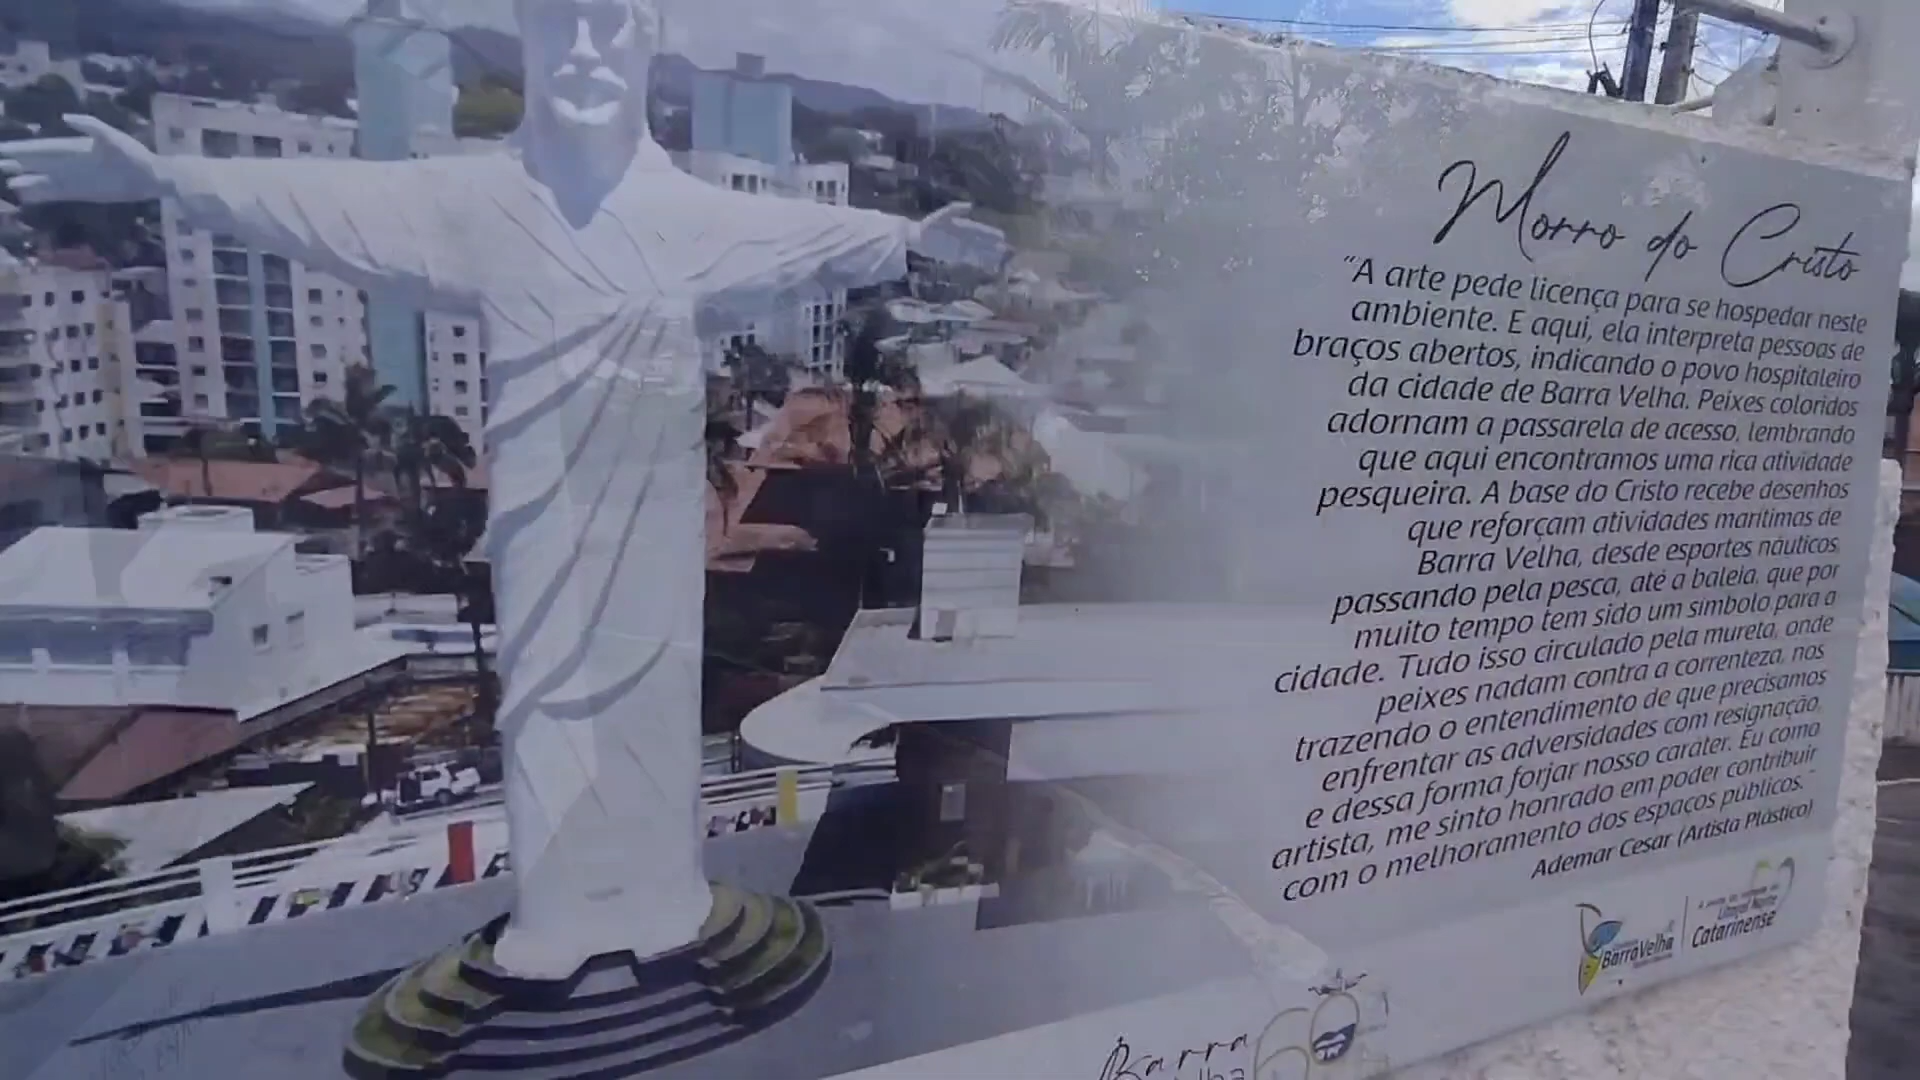 Morro do Cristo
"A arte pede licença para se hospedar neste
ambiente. E aqui, ela interpreta pessoas de
braços abertos, indicando o povo hospitaleiro
da cidade de Barra Velha. Peixes coloridos
adornam a passarela de acesso, lembrando
que aqui encontramos uma rica atividade
pesqueira. A base do Cristo recebe desenhos
que reforçam atividades marítimas de
Barra Velha, desde esportes náuticos,
passando pela pesca, até a baleia, que por
muito tempo tem sido um símbolo para a
cidade. Tudo isso circulado pela mureta, onde
peixes nadam contra a correnteza, nos
trazendo o entendimento de que precisamos
enfrentar as adversidades com resignação,
e dessa forma forjar nosso caráter. Eu como
artista, me sinto honrado em poder contribuir
com o melhoramento dos espaços públicos."
Ademar Cesar (Artista Plástico)
Barra Velha
Litoral Norte
Catarinense
Barra
60